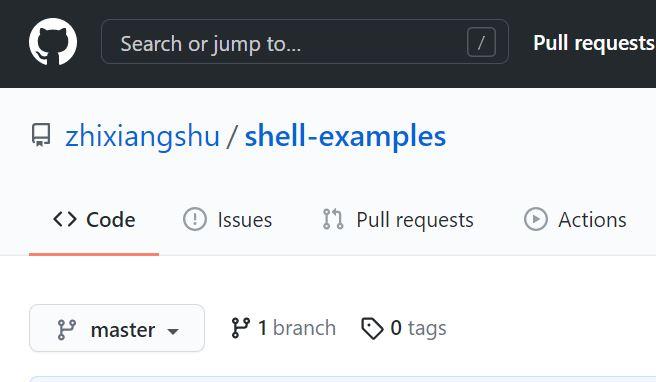 Search or jump to... / Pull requests
zhixiangshu / shell-examples
Code Issues Pull requests Actions
master 1 branch 0 tags